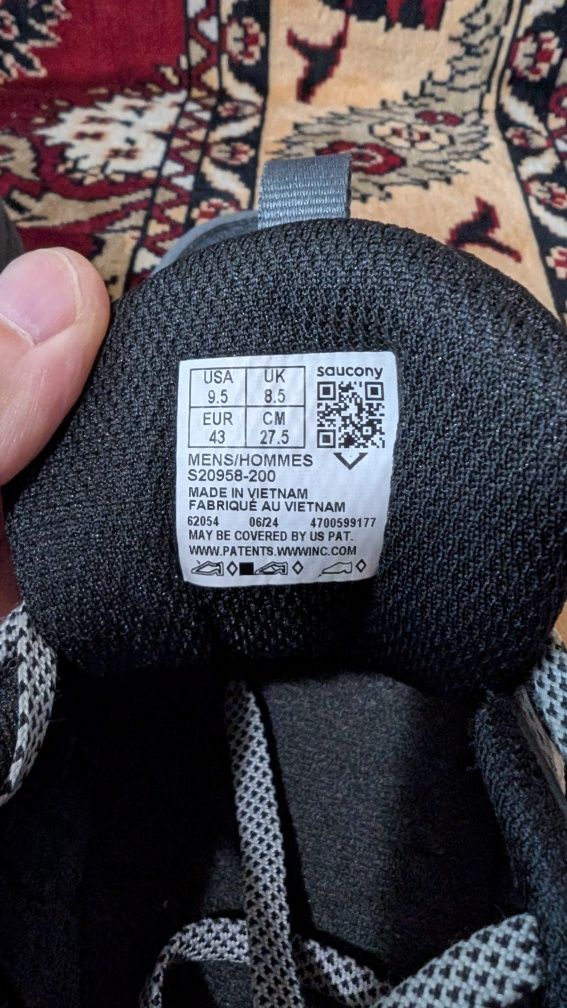 saucony
USA UK
9.5 8.5
EUR CM
43 27.5
MENS/HOMMES
S20958-200
MADE IN VIETNAM
FABRIQUÉ AU VIETNAM
62054 06/24 4700599177
MAY BE COVERED BY US PAT.
WWW.PATENTS.WWWINC.COM